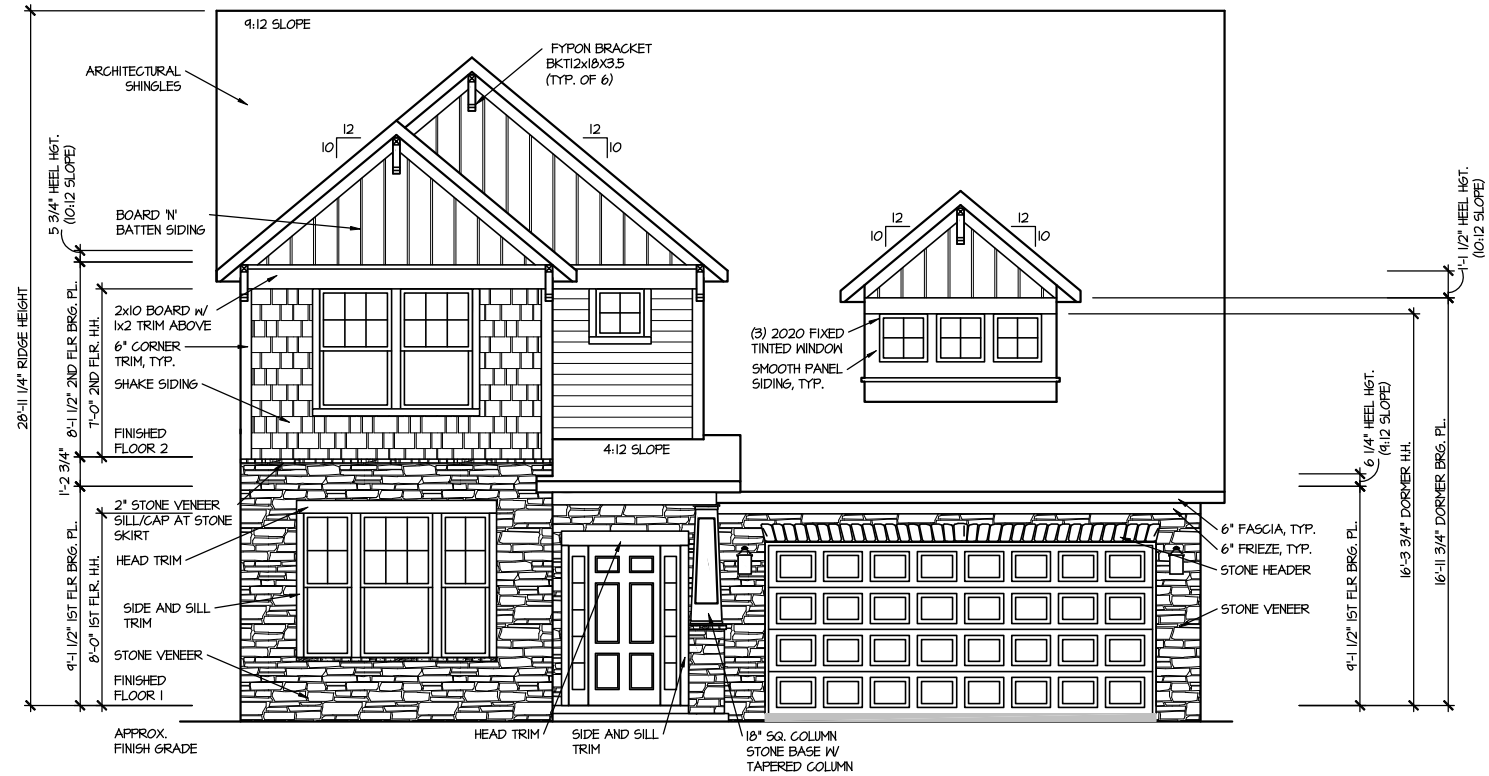 9:12 SLOPE
FYPON BRACKET
BKT12x18X3.5
(TYP. OF 6)
ARCHITECTURAL
SHINGLES
12
10
12
10
5 3/4" HEEL HGT.
(10:12 SLOPE)
BOARD 'N'
BATTEN SIDING
12
10
12
10
1'-1 1/2" HEEL HGT.
(10:12 SLOPE)
28'-11 1/4" RIDGE HEIGHT
8'-1 1/2" 2ND FLR BRG. PL.
7'-0" 2ND FLR. H.H.
2x10 BOARD w/
1x2 TRIM ABOVE
6" CORNER
TRIM, TYP.
SHAKE SIDING
FINISHED
FLOOR 2
(3) 2020 FIXED
TINTED WINDOW
SMOOTH PANEL
SIDING, TYP.
4:12 SLOPE
6 1/4" HEEL HGT.
(9:12 SLOPE)
1'-2 3/4"
2" STONE VENEER
SILL/CAP AT STONE
SKIRT
HEAD TRIM
9'-1 1/2" 1ST FLR BRG. PL.
8'-0" 1ST FLR. H.H.
SIDE AND SILL
TRIM
STONE VENEER
FINISHED
FLOOR 1
6" FASCIA, TYP.
6" FRIEZE, TYP.
STONE HEADER
STONE VENEER
9'-1 1/2" 1ST FLR BRG. PL.
16'-3 3/4" DORMER H.H.
16'-11 3/4" DORMER BRG. PL.
APPROX.
FINISH GRADE
HEAD TRIM
SIDE AND SILL
TRIM
18" SQ. COLUMN
STONE BASE W/
TAPERED COLUMN